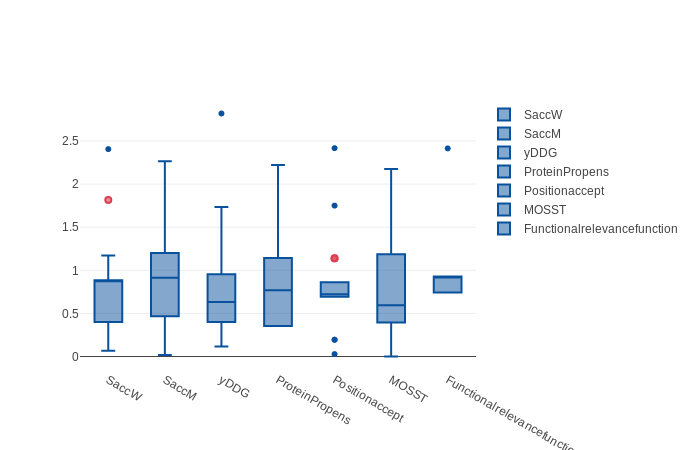 2.5
2
1.5
1
0.5
0
SaccW
SaccM
yDDG
ProteinPropens
Positionaccept
MOSST
Functionalrelevancefunctio
SaccW
SaccM
yDDG
ProteinPropens
Positionaccept
MOSST
Functionalrelevancefunction